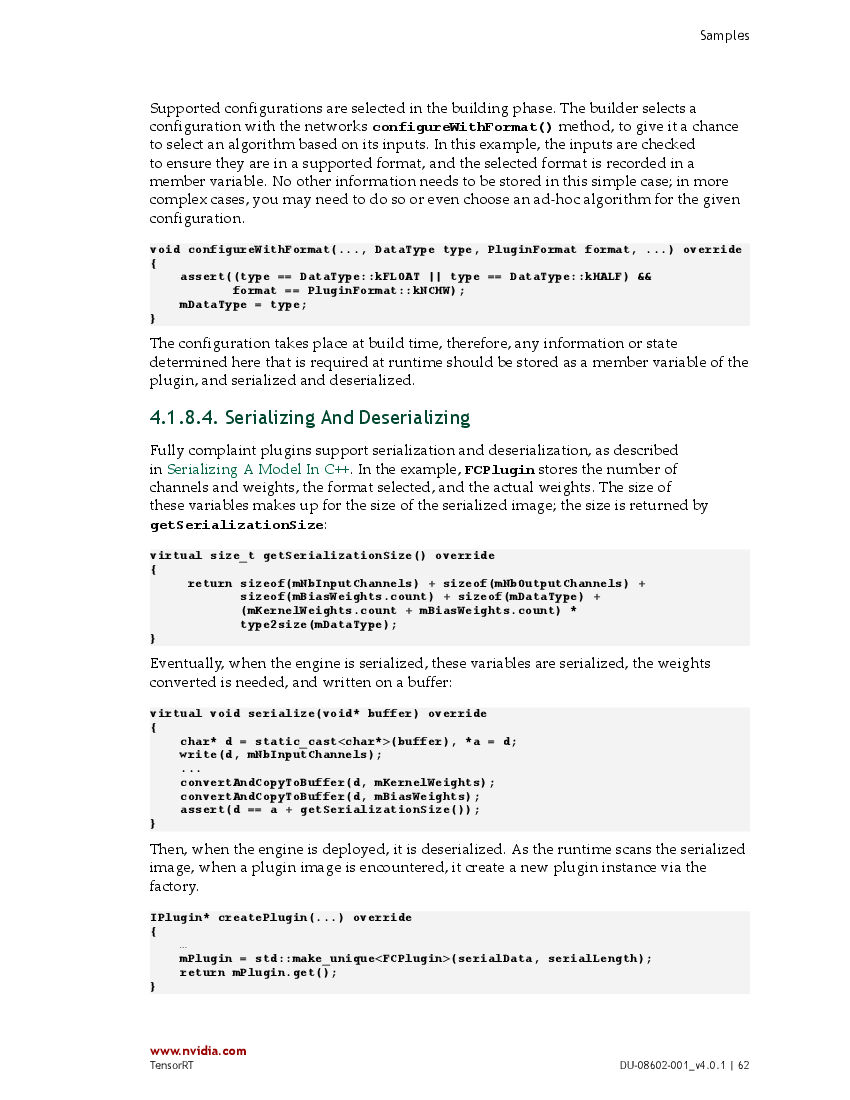 Samples
Supported configurations are selected in the building phase. The builder selects a
configuration with the networks configureWithFormat() method, to give it a chance
to select an algorithm based on its inputs. In this example, the inputs are checked
to ensure they are in a supported format, and the selected format is recorded in a
member variable. No other information needs to be stored in this simple case; in more
complex cases, you may need to do so or even choose an ad-hoc algorithm for the given
configuration.
void configureWithFormat(..., DataType type, PluginFormat format, ...) override
{
    assert((type == DataType::kFLOAT || type == DataType::kHALF) &&
           format == PluginFormat::kNCHW);
    mDataType = type;
}
The configuration takes place at build time, therefore, any information or state
determined here that is required at runtime should be stored as a member variable of the
plugin, and serialized and deserialized.
4.1.8.4. Serializing And Deserializing
Fully complaint plugins support serialization and deserialization, as described
in Serializing A Model In C++. In the example, FCPlugin stores the number of
channels and weights, the format selected, and the actual weights. The size of
these variables makes up for the size of the serialized image; the size is returned by
getSerializationSize:
virtual size_t getSerializationSize() override
{
     return sizeof(mNbInputChannels) + sizeof(mNbOutputChannels) +
            sizeof(mBiasWeights.count) + sizeof(mDataType) +
            (mKernelWeights.count + mBiasWeights.count) *
            type2size(mDataType);
}
Eventually, when the engine is serialized, these variables are serialized, the weights
converted is needed, and written on a buffer:
virtual void serialize(void* buffer) override
{
    char* d = static_cast<char*>(buffer), *a = d;
    write(d, mNbInputChannels);
    ...
    convertAndCopyToBuffer(d, mKernelWeights);
    convertAndCopyToBuffer(d, mBiasWeights);
    assert(d == a + getSerializationSize());
}
Then, when the engine is deployed, it is deserialized. As the runtime scans the serialized
image, when a plugin image is encountered, it create a new plugin instance via the
factory.
IPlugin* createPlugin(...) override
{
    …
    mPlugin = std::make_unique<FCPlugin>(serialData, serialLength);
    return mPlugin.get();
}
www.nvidia.com
TensorRT
DU-08602-001_v4.0.1 | 62